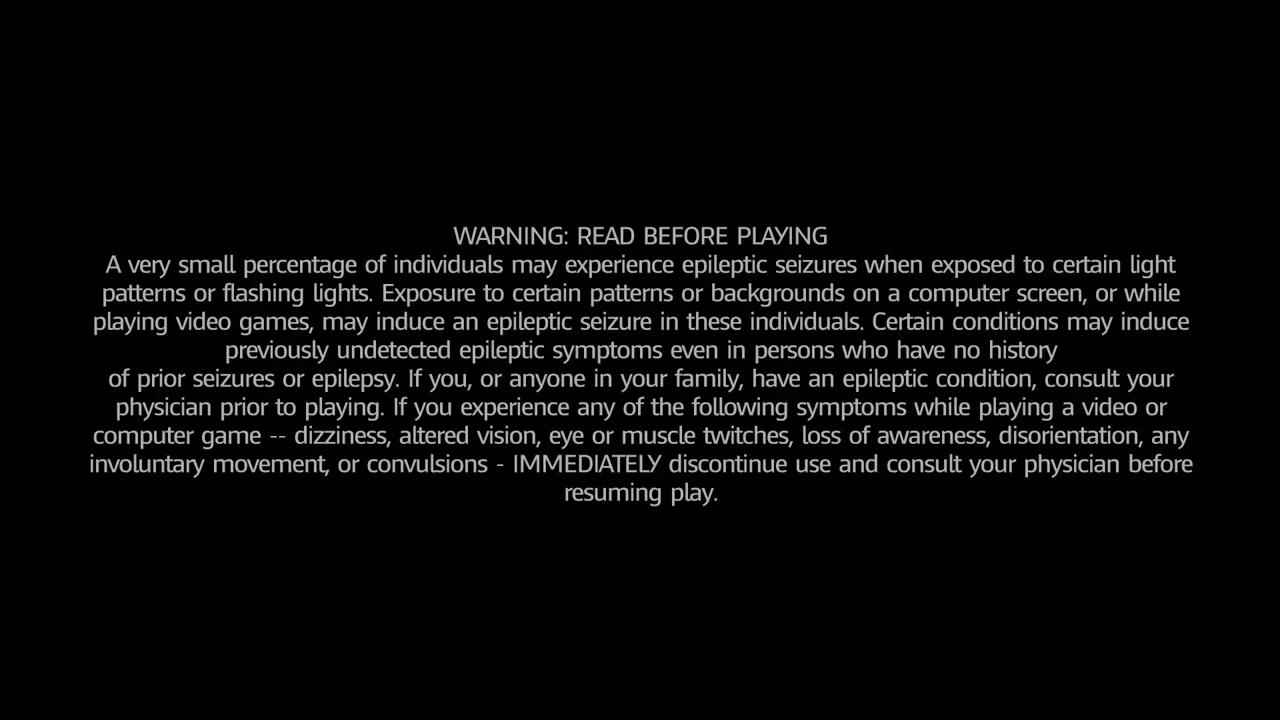 WARNING: READ BEFORE PLAYING
A very small percentage of individuals may experience epileptic seizures when exposed to certain light
patterns or flashing lights. Exposure to certain patterns or backgrounds on a computer screen, or while
playing video games, may induce an epileptic seizure in these individuals. Certain conditions may induce
previously undetected epileptic symptoms even in persons who have no history
of prior seizures or epilepsy. If you, or anyone in your family, have an epileptic condition, consult your
physician prior to playing. If you experience any of the following symptoms while playing a video or
computer game -- dizziness, altered vision, eye or muscle twitches, loss of awareness, disorientation, any
involuntary movement, or convulsions - IMMEDIATELY discontinue use and consult your physician before
resuming play.